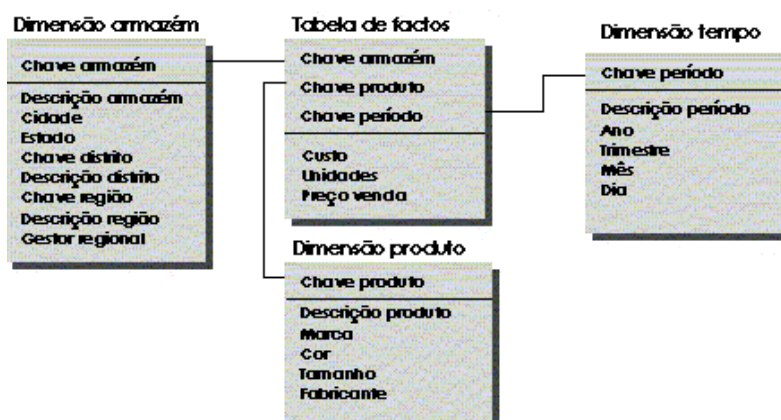 Dimensão armazém
Chave armazém
Descrição armazém
Cidade
Estado
Chave distrito
Descrição distrito
Chave região
Descrição região
Gestor regional
Tabela de factos
Chave armazém
Chave produto
Chave período
Custo
Unidades
Preço venda
Dimensão produto
Chave produto
Descrição produto
Marca
Cor
Tamanho
Fabricante
Dimensão tempo
Chave período
Descrição período
Ano
Trimestre
Mês
Dia